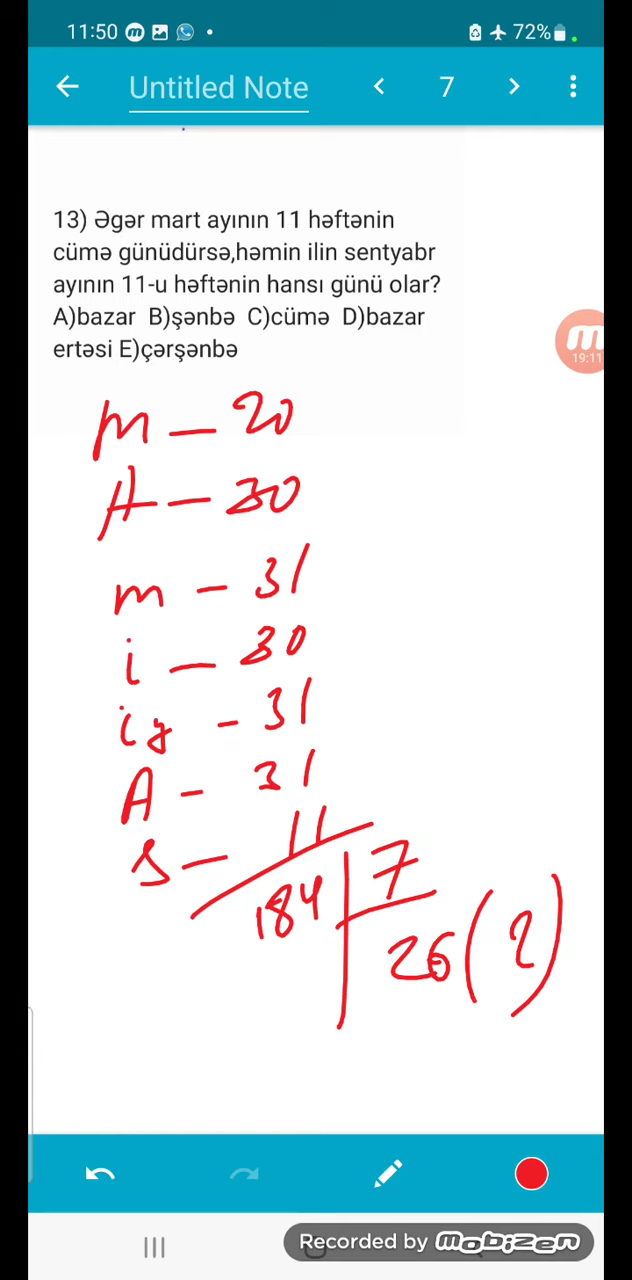 11:50 72%
Untitled Note 7
13) Əgər mart ayının 11 həftənin
cümə günüdürsə,həmin ilin sentyabr
ayının 11-u həftənin hansı günü olar?
A)bazar B)şənbə C)cümə D)bazar
ertəsi E)çərşənbə
m
19:11
m - 20
A - 30
m - 31
i - 30
iy - 31
A - 31
s - 11
184 7
26 (2)
Recorded by mobizen